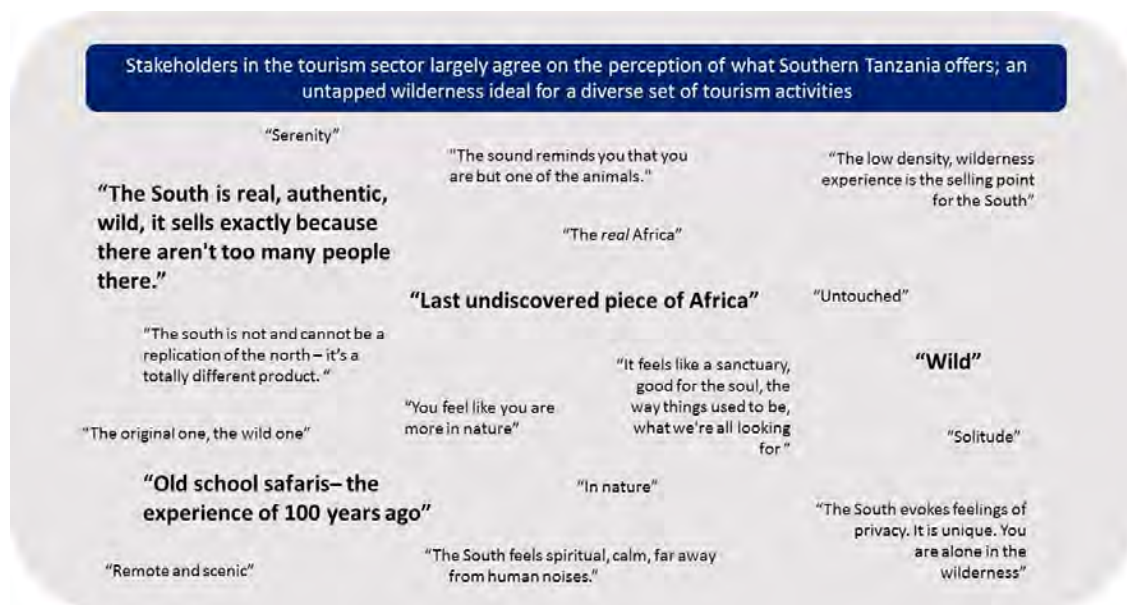 Stakeholders in the tourism sector largely agree on the perception of what Southern Tanzania offers; an
untapped wilderness ideal for a diverse set of tourism activities
“Serenity”
“The sound reminds you that you
are but one of the animals.”
“The low density, wilderness
experience is the selling point
for the South”
“The South is real, authentic,
wild, it sells exactly because
there aren't too many people
there.”
“The real Africa”
“Last undiscovered piece of Africa”
“Untouched”
“The south is not and cannot be a
replication of the north – it’s a
totally different product. “
“It feels like a sanctuary,
good for the soul, the
way things used to be,
what we're all looking
for “
“Wild”
“You feel like you are
more in nature”
“The original one, the wild one”
“Solitude”
“Old school safaris– the
experience of 100 years ago”
“In nature”
“The South evokes feelings of
privacy. It is unique. You
are alone in the
wilderness”
“The South feels spiritual, calm, far away
from human noises.”
“Remote and scenic”